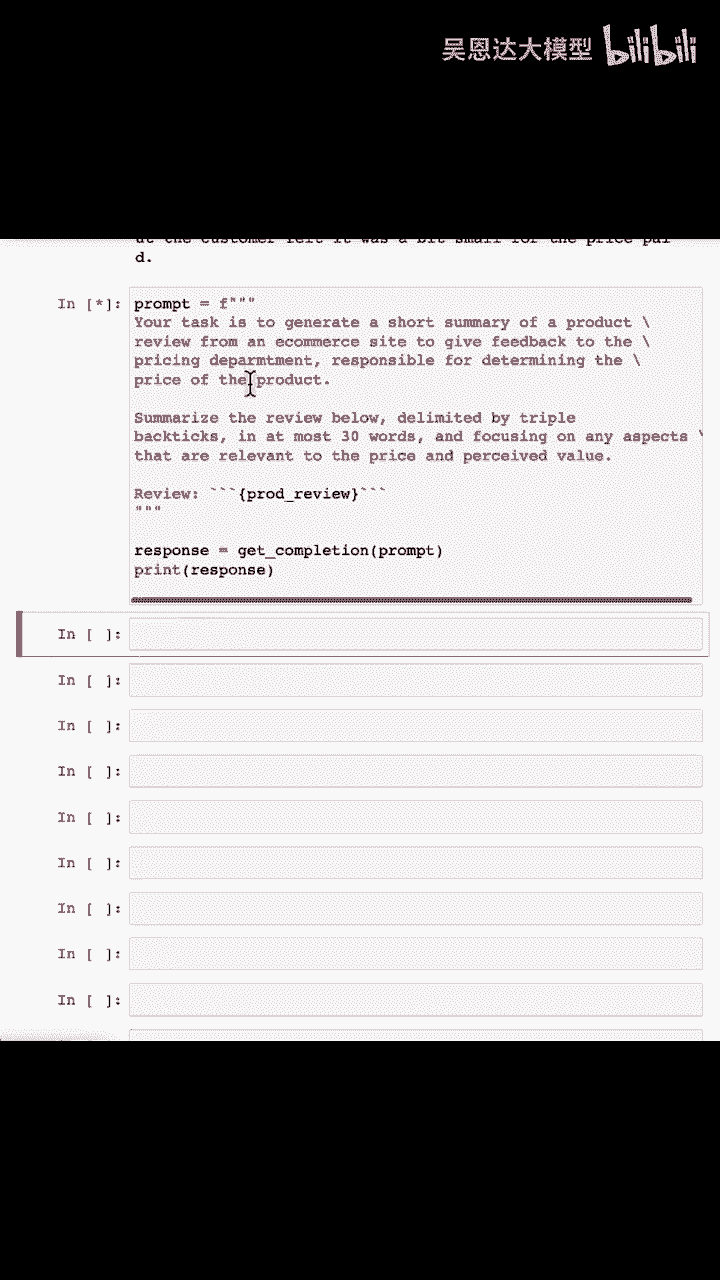 吴恩达大模型 bilibili
at the customer felt it was a bit small for the price pai
d.
In [*]: prompt = f"""
Your task is to generate a short summary of a product \
review from an ecommerce site to give feedback to the \
pricing deparmtment, responsible for determining the \
price of the product.
Summarize the review below, delimited by triple
backticks, in at most 30 words, and focusing on any aspects \
that are relevant to the price and perceived value.
Review: ```{prod_review}```
"""
response = get_completion(prompt)
print(response)
In [ ]:
In [ ]:
In [ ]:
In [ ]:
In [ ]:
In [ ]:
In [ ]:
In [ ]:
In [ ]: